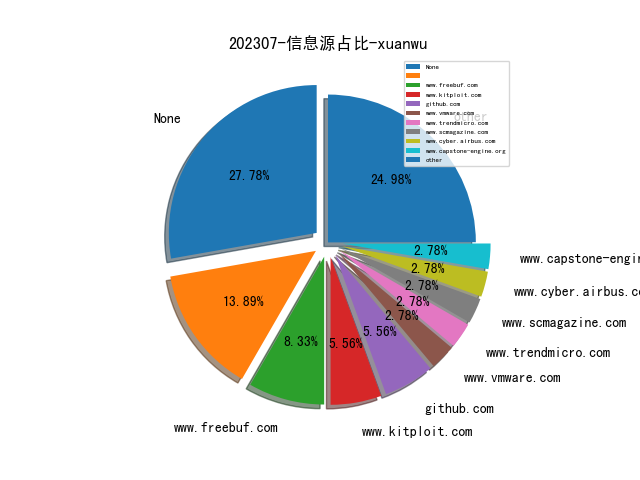 202307-信息源占比-xuanwu
None
www.freebuf.com
www.kitploit.com
github.com
www.vmware.com
www.trendmicro.com
www.scmagazine.com
www.cyber.airbus.com
www.capstone-engine.org
other
None
other
27.78%
24.98%
13.89%
8.33%
5.56%
5.56%
2.78%
2.78%
2.78%
2.78%
2.78%
www.capstone-engin
www.cyber.airbus.co
www.scmagazine.com
www.trendmicro.com
www.vmware.com
github.com
www.kitploit.com
www.freebuf.com